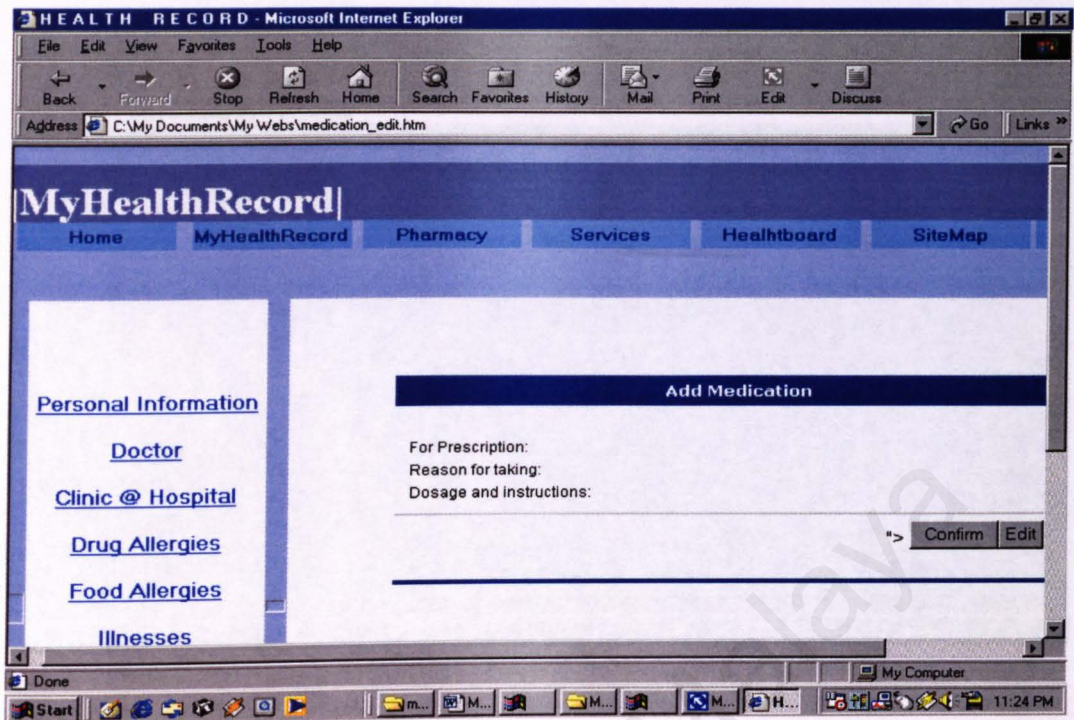 HEALTH RECORD - Microsoft Internet Explorer
File Edit View Favorites Tools Help
Back Forward Stop Refresh Home Search Favorites History Mail Print Edit Discuss
Address C:\My Documents\My Webs\medication_edit.htm Go Links »
|MyHealthRecord|
Home MyHealthRecord Pharmacy Services Healhtboard SiteMap
Add Medication
Personal Information
For Prescription:
Doctor
Reason for taking:
Dosage and instructions:
Clinic @ Hospital
Drug Allergies
"> Confirm Edit
Food Allergies
Illnesses
Done My Computer
Start m... M... M... M... H... 11:24 PM